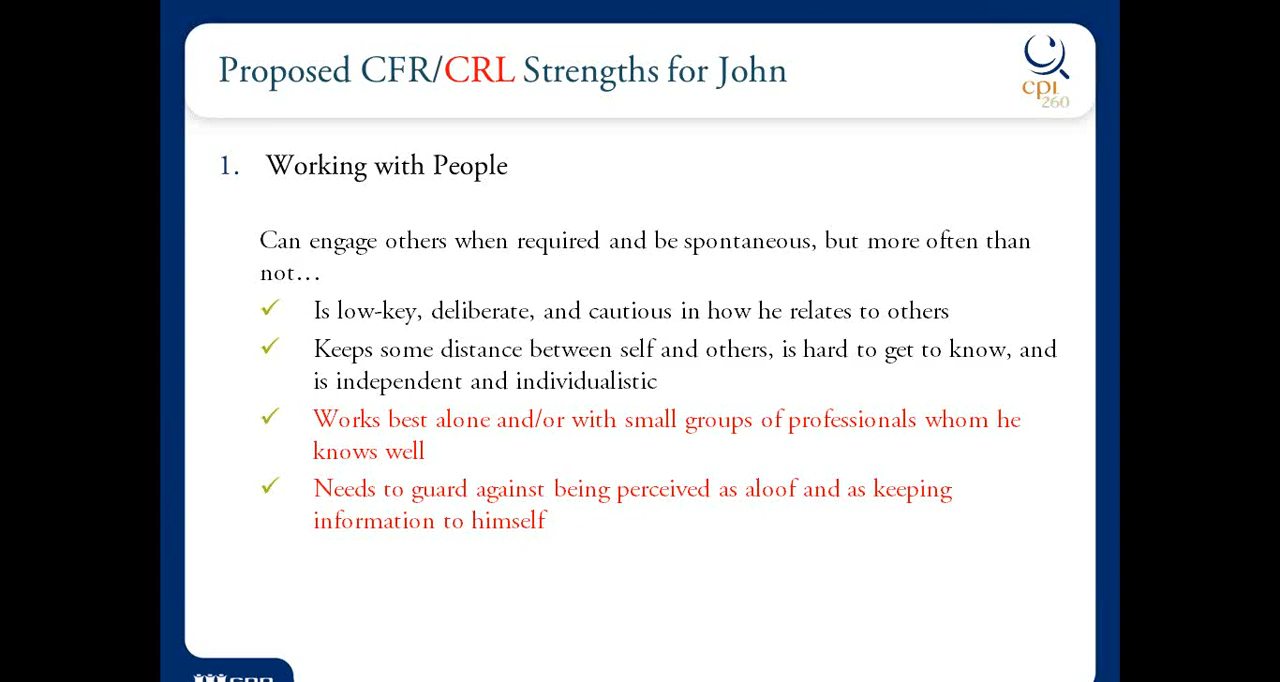 Proposed CFR/CRL Strengths for John
cpi
260
1. Working with People
Can engage others when required and be spontaneous, but more often than
not…
Is low-key, deliberate, and cautious in how he relates to others
Keeps some distance between self and others, is hard to get to know, and
is independent and individualistic
Works best alone and/or with small groups of professionals whom he
knows well
Needs to guard against being perceived as aloof and as keeping
information to himself